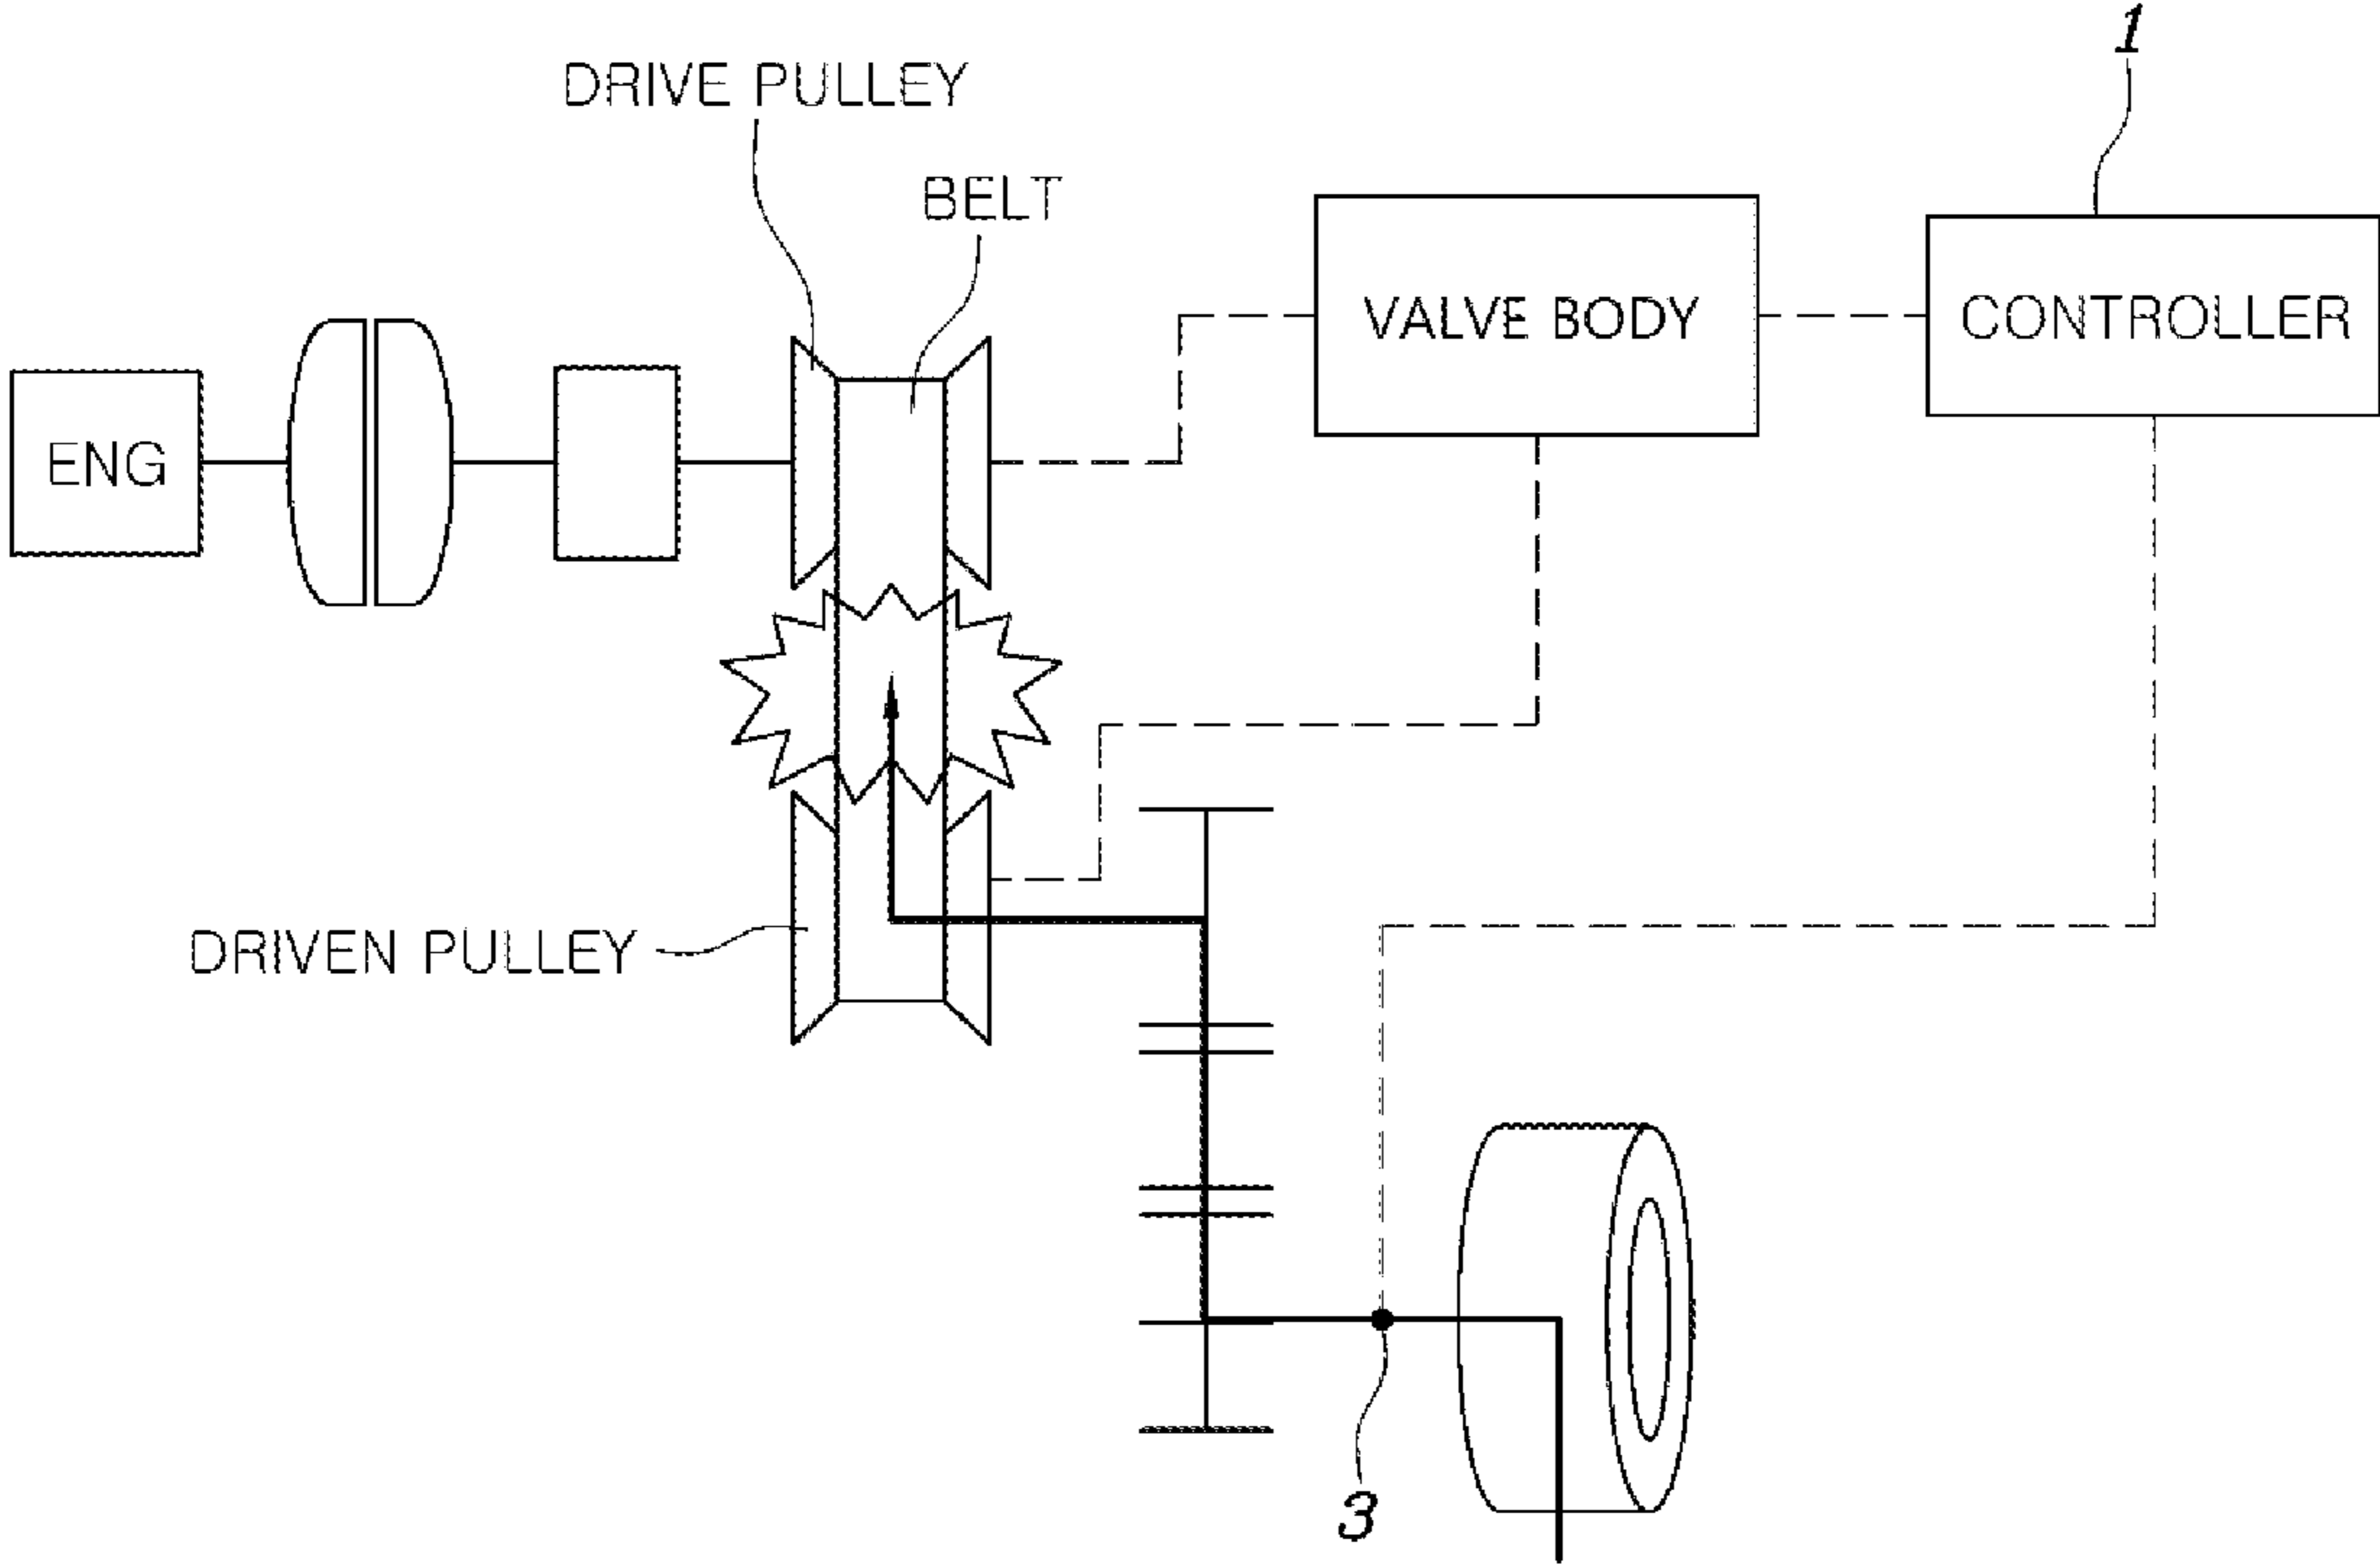 1
DRIVE PULLEY
BELT
VALVE BODY
CONTROLLER
ENG
DRIVEN PULLEY
3